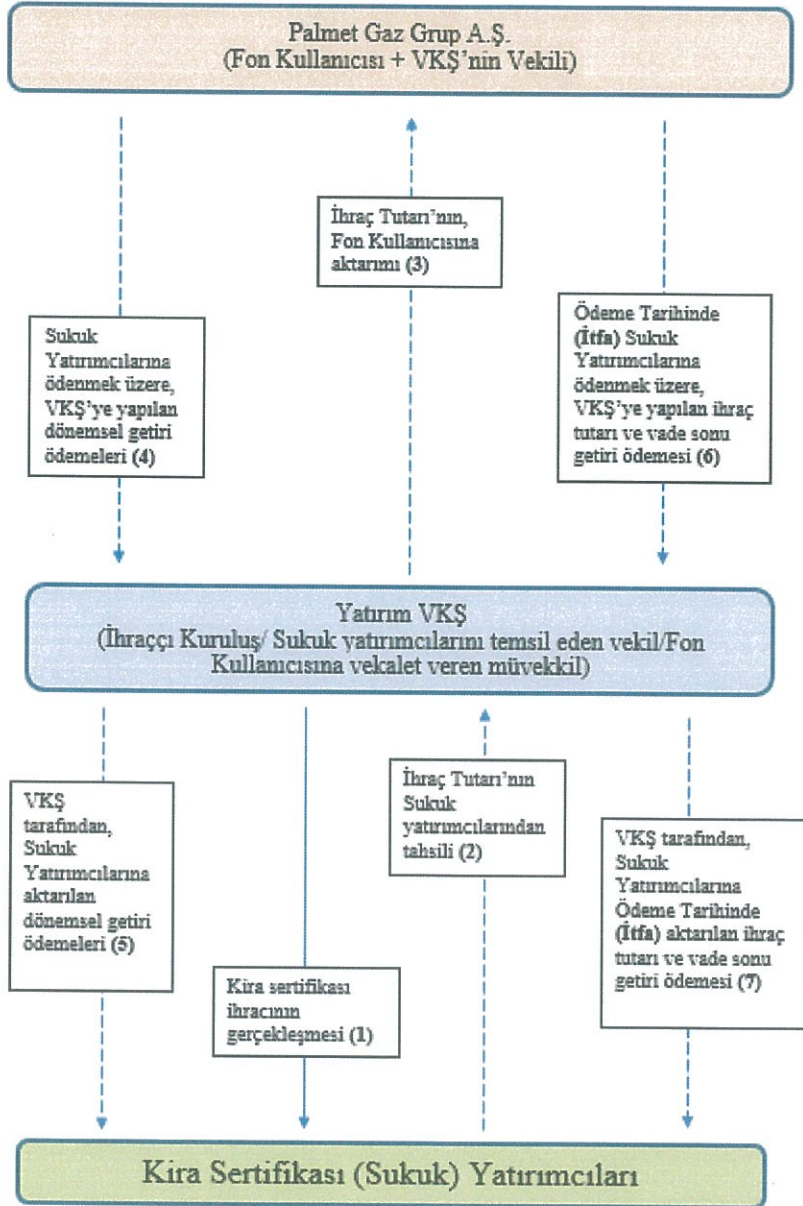 Palmet Gaz Grup A.Ş.
(Fon Kullanıcısı + VKŞ'nin Vekili)
İhraç Tutarı'nın,
Fon Kullanıcısına
aktarımı (3)
Sukuk
Yatırımcılarına
ödenmek üzere,
VKŞ'ye yapılan
dönemsel getiri
ödemeleri (4)
Ödeme Tarihinde
(İtfa) Sukuk
Yatırımcılarına
ödenmek üzere,
VKŞ'ye yapılan ihraç
tutarı ve vade sonu
getiri ödemesi (6)
Yatırım VKŞ
(İhraççı Kuruluş/ Sukuk yatırımcılarını temsil eden vekil/Fon
Kullanıcısına vekalet veren müvekkil)
VKŞ
tarafından,
Sukuk
Yatırımcılarına
aktarılan
dönemsel getiri
ödemeleri (5)
İhraç Tutarı'nın
Sukuk
yatırımcılarından
tahsili (2)
VKŞ tarafından,
Sukuk
Yatırımcılarına
Ödeme Tarihinde
(İtfa) aktarılan ihraç
tutarı ve vade sonu
getiri ödemesi (7)
Kira sertifikası
ihracının
gerçekleşmesi (1)
Kira Sertifikası (Sukuk) Yatırımcıları